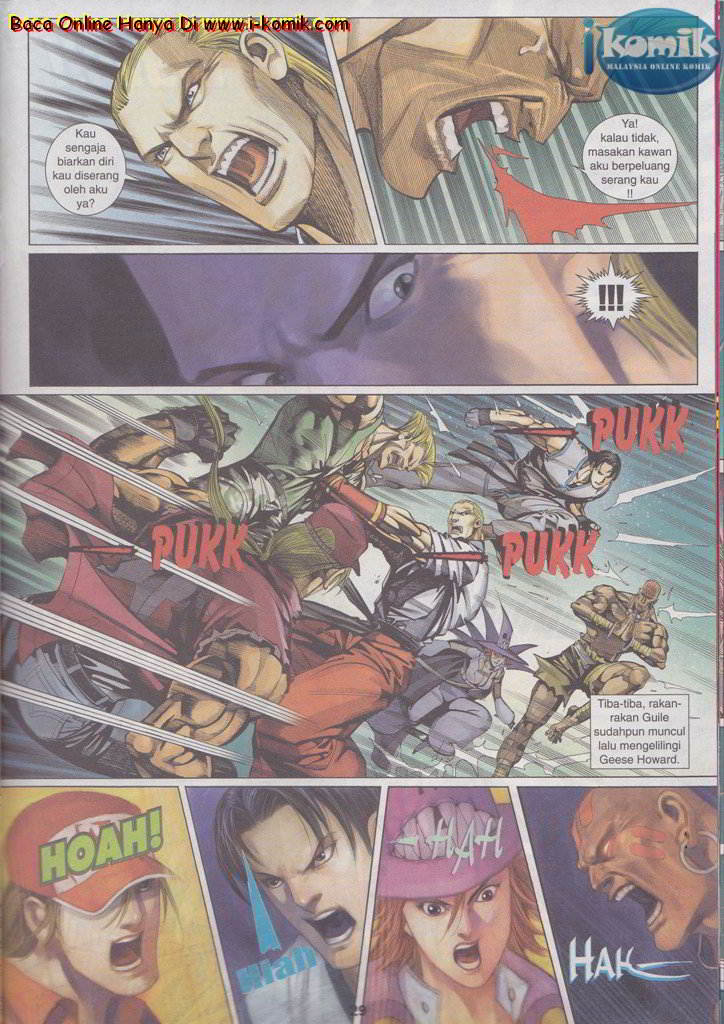 Baca Online Hanya Di www.i-komik.com
i komik
MALAYSIA ONLINE KOMIK
Kau
sengaja
biarkan diri
kau diserang
oleh aku
ya?
Ya!
kalau tidak,
masakan kawan
aku berpeluang
serang kau
!!
!!!
PUKK
PUKK
PUKK
Tiba-tiba, rakan-
rakan Guile
sudahpun muncul
lalu mengelilingi
Geese Howard.
HOAH!
Hiah
HAH
HAH
29